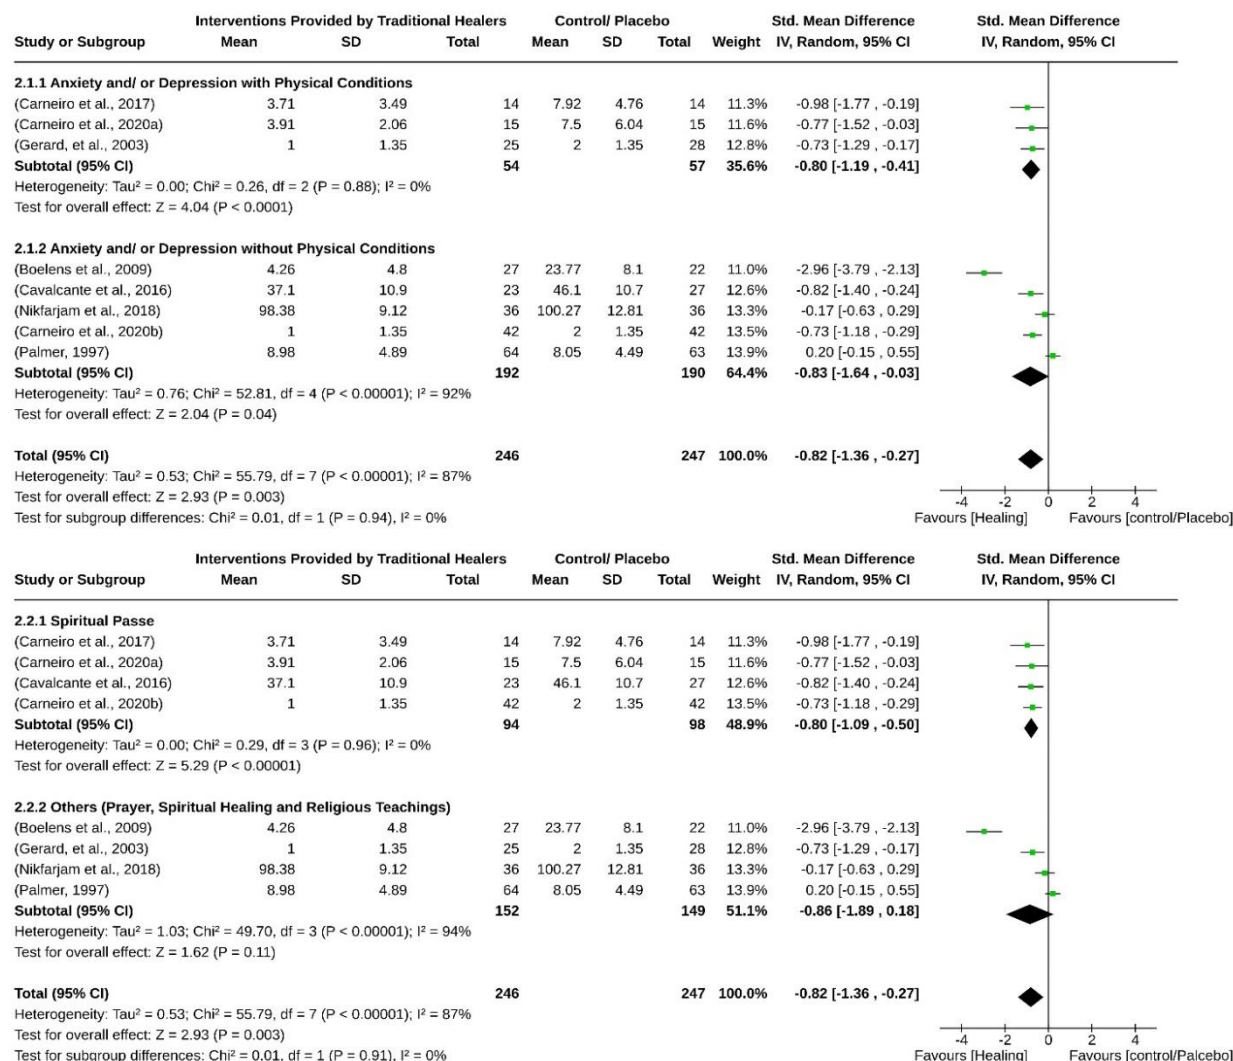 Interventions Provided by Traditional Healers Control/ Placebo Std. Mean Difference Std. Mean Difference
Study or Subgroup Mean SD Total Mean SD Total Weight IV, Random, 95% CI IV, Random, 95% CI
2.1.1 Anxiety and/ or Depression with Physical Conditions
(Carneiro et al., 2017) 3.71 3.49 14 7.92 4.76 14 11.3% -0.98 [-1.77 , -0.19]
(Carneiro et al., 2020a) 3.91 2.06 15 7.5 6.04 15 11.6% -0.77 [-1.52 , -0.03]
(Gerard, et al., 2003) 1 1.35 25 2 1.35 28 12.8% -0.73 [-1.29 , -0.17]
Subtotal (95% CI) 54 57 35.6% -0.80 [-1.19 , -0.41]
Heterogeneity: Tau² = 0.00; Chi² = 0.26, df = 2 (P = 0.88); I² = 0%
Test for overall effect: Z = 4.04 (P < 0.0001)
2.1.2 Anxiety and/ or Depression without Physical Conditions
(Boelens et al., 2009) 4.26 4.8 27 23.77 8.1 22 11.0% -2.96 [-3.79 , -2.13]
(Cavalcante et al., 2016) 37.1 10.9 23 46.1 10.7 27 12.6% -0.82 [-1.40 , -0.24]
(Nikfarjam et al., 2018) 98.38 9.12 36 100.27 12.81 36 13.3% -0.17 [-0.63 , 0.29]
(Carneiro et al., 2020b) 1 1.35 42 2 1.35 42 13.5% -0.73 [-1.18 , -0.29]
(Palmer, 1997) 8.98 4.89 64 8.05 4.49 63 13.9% 0.20 [-0.15 , 0.55]
Subtotal (95% CI) 192 190 64.4% -0.83 [-1.64 , -0.03]
Heterogeneity: Tau² = 0.76; Chi² = 52.81, df = 4 (P < 0.00001); I² = 92%
Test for overall effect: Z = 2.04 (P = 0.04)
Total (95% CI) 246 247 100.0% -0.82 [-1.36 , -0.27]
Heterogeneity: Tau² = 0.53; Chi² = 55.79, df = 7 (P < 0.00001); I² = 87%
Test for overall effect: Z = 2.93 (P = 0.003)
-4 -2 0 2 4
Test for subgroup differences: Chi² = 0.01, df = 1 (P = 0.94), I² = 0%
Favours [Healing] Favours [control/Placebo]
Interventions Provided by Traditional Healers Control/ Placebo Std. Mean Difference Std. Mean Difference
Study or Subgroup Mean SD Total Mean SD Total Weight IV, Random, 95% CI IV, Random, 95% CI
2.2.1 Spiritual Passe
(Carneiro et al., 2017) 3.71 3.49 14 7.92 4.76 14 11.3% -0.98 [-1.77 , -0.19]
(Carneiro et al., 2020a) 3.91 2.06 15 7.5 6.04 15 11.6% -0.77 [-1.52 , -0.03]
(Cavalcante et al., 2016) 37.1 10.9 23 46.1 10.7 27 12.6% -0.82 [-1.40 , -0.24]
(Carneiro et al., 2020b) 1 1.35 42 2 1.35 42 13.5% -0.73 [-1.18 , -0.29]
Subtotal (95% CI) 94 98 48.9% -0.80 [-1.09 , -0.50]
Heterogeneity: Tau² = 0.00; Chi² = 0.29, df = 3 (P = 0.96); I² = 0%
Test for overall effect: Z = 5.29 (P < 0.00001)
2.2.2 Others (Prayer, Spiritual Healing and Religious Teachings)
(Boelens et al., 2009) 4.26 4.8 27 23.77 8.1 22 11.0% -2.96 [-3.79 , -2.13]
(Gerard, et al., 2003) 1 1.35 25 2 1.35 28 12.8% -0.73 [-1.29 , -0.17]
(Nikfarjam et al., 2018) 98.38 9.12 36 100.27 12.81 36 13.3% -0.17 [-0.63 , 0.29]
(Palmer, 1997) 8.98 4.89 64 8.05 4.49 63 13.9% 0.20 [-0.15 , 0.55]
Subtotal (95% CI) 152 149 51.1% -0.86 [-1.89 , 0.18]
Heterogeneity: Tau² = 1.03; Chi² = 49.70, df = 3 (P < 0.00001); I² = 94%
Test for overall effect: Z = 1.62 (P = 0.11)
Total (95% CI) 246 247 100.0% -0.82 [-1.36 , -0.27]
Heterogeneity: Tau² = 0.53; Chi² = 55.79, df = 7 (P < 0.00001); I² = 87%
Test for overall effect: Z = 2.93 (P = 0.003)
-4 -2 0 2 4
Test for subgroup differences: Chi² = 0.01, df = 1 (P = 0.91), I² = 0%
Favours [Healing] Favours [control/Palcebo]